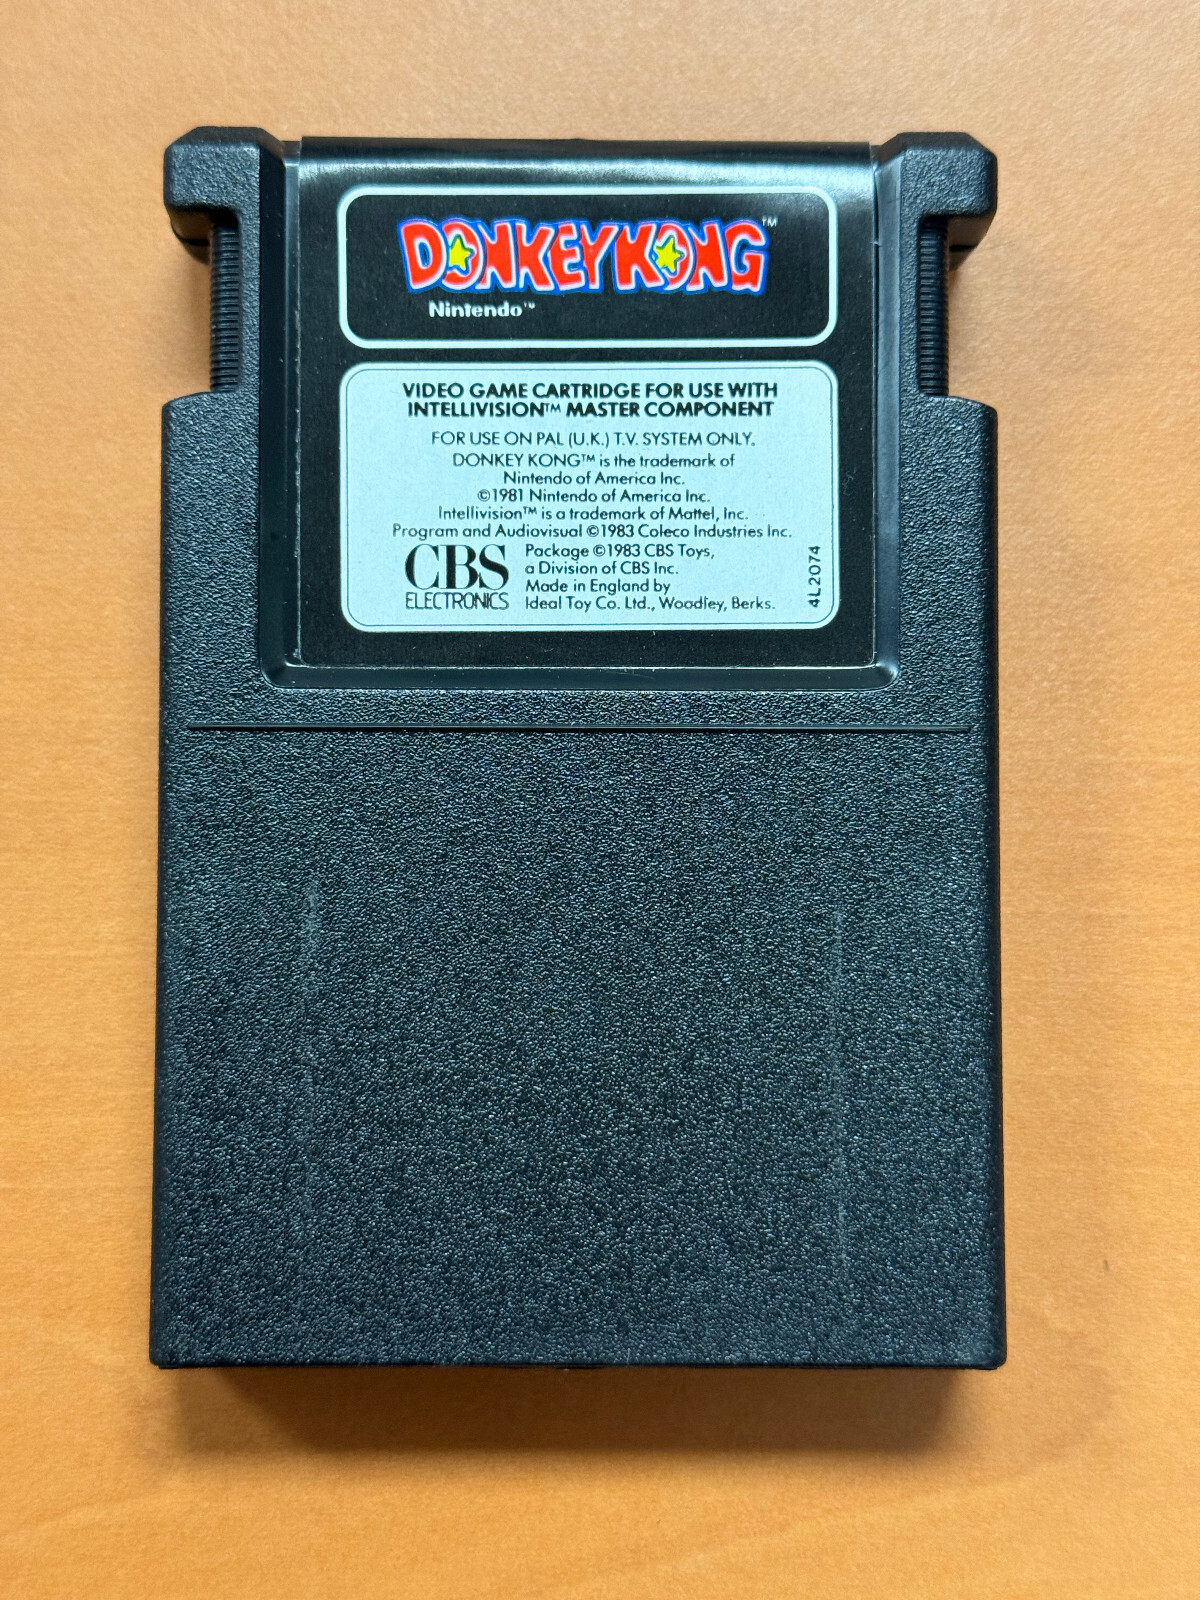 DONKEY KONG™
Nintendo™
VIDEO GAME CARTRIDGE FOR USE WITH
INTELLIVISION™ MASTER COMPONENT
FOR USE ON PAL (U.K.) T.V. SYSTEM ONLY.
DONKEY KONG™ is the trademark of
Nintendo of America Inc.
©1981 Nintendo of America Inc.
Intellivision™ is a trademark of Mattel, Inc.
Program and Audiovisual ©1983 Coleco Industries Inc.
CBS
ELECTRONICS
Package ©1983 CBS Toys,
a Division of CBS Inc.
Made in England by
Ideal Toy Co. Ltd., Woodley, Berks.
4L2074